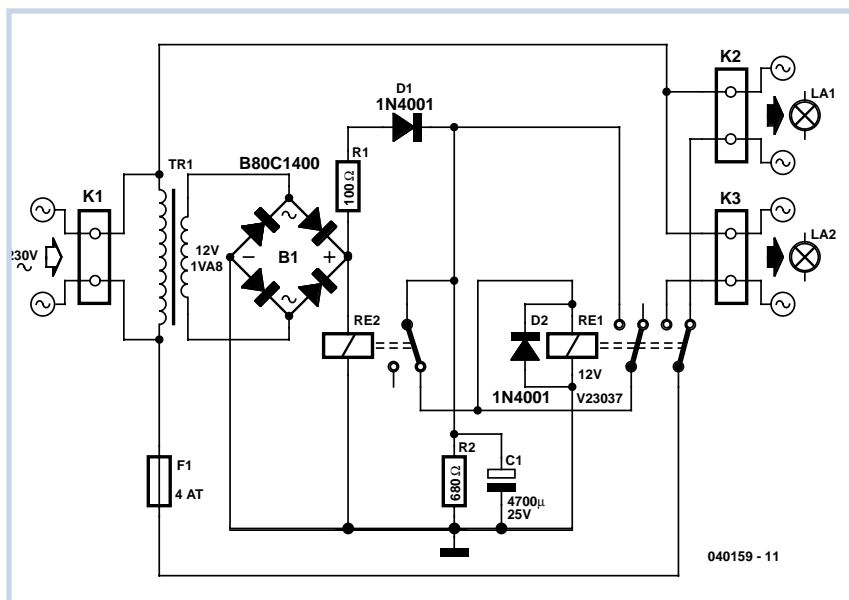 K2
D1
1N4001
LA1
R1
TR1
B80C1400
100Ω
K1
K3
230V
12V
1VA8
B1
LA2
RE2
D2
RE1
12V
1N4001
V23037
F1
4 AT
R2
680Ω
C1
4700µ
25V
040159 - 11